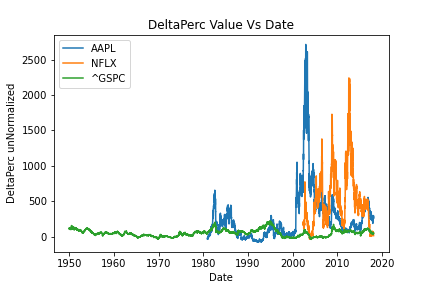 DeltaPerc Value Vs Date
AAPL
NFLX
^GSPC
DeltaPerc unNormalized
2500
2000
1500
1000
500
0
1950 1960 1970 1980 1990 2000 2010 2020
Date